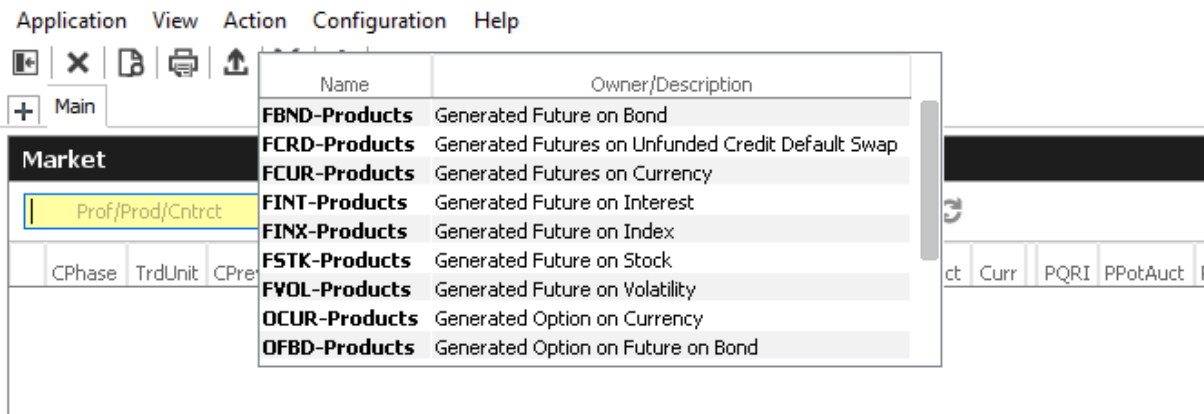 Application View Action Configuration Help
Main
Name Owner/Description
FBND-Products Generated Future on Bond
FCRD-Products Generated Futures on Unfunded Credit Default Swap
FCUR-Products Generated Futures on Currency
FINT-Products Generated Future on Interest
FINX-Products Generated Future on Index
FSTK-Products Generated Future on Stock
FVOL-Products Generated Future on Volatility
OCUR-Products Generated Option on Currency
OFBD-Products Generated Option on Future on Bond
Market
Prof/Prod/Cntrct
CPhase TrdUnit CPre ct Curr PQRI PPotAuct